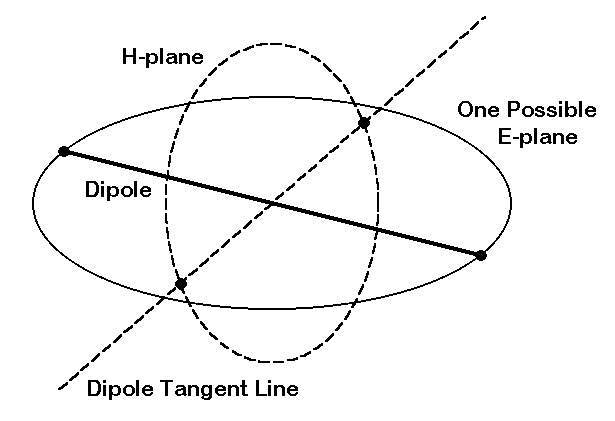 H-plane
One Possible
E-plane
Dipole
Dipole Tangent Line